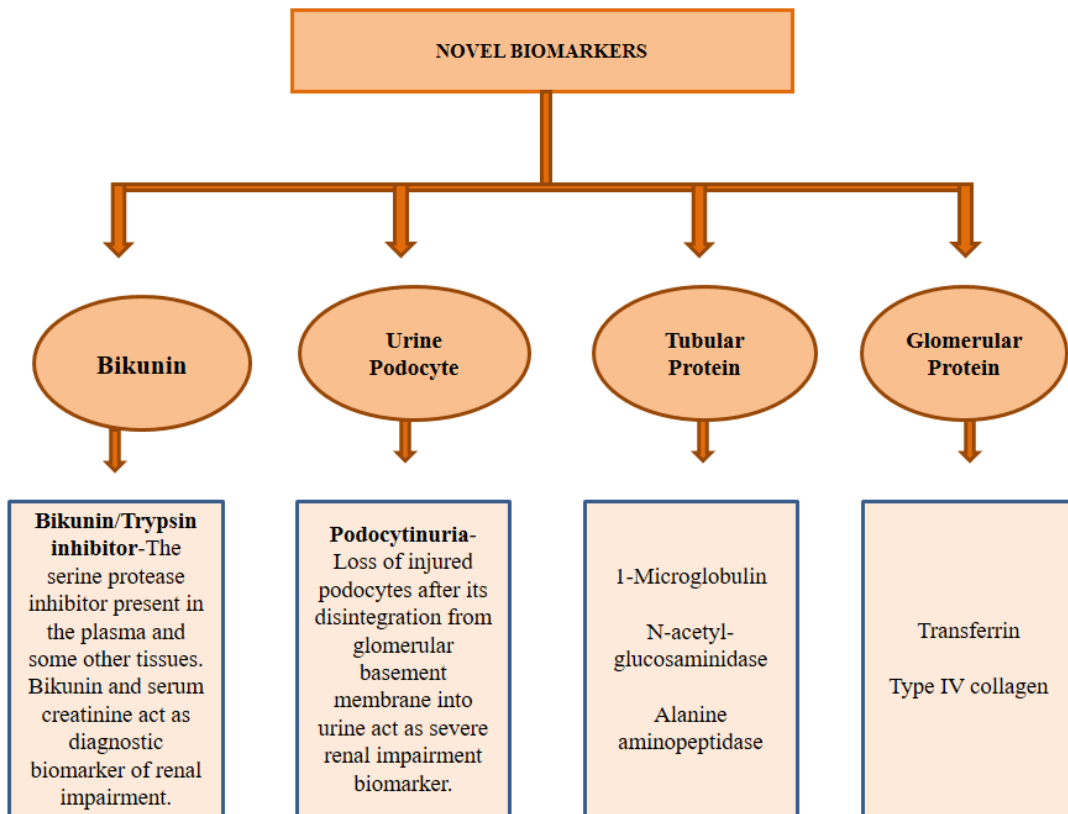 NOVEL BIOMARKERS
Bikunin
Urine
Podocyte
Tubular
Protein
Glomerular
Protein
Bikunin/Trypsin
inhibitor-The
serine protease
inhibitor present in
the plasma and
some other tissues.
Bikunin and serum
creatinine act as
diagnostic
biomarker of renal
impairment.
Podocytinuria-
Loss of injured
podocytes after its
disintegration from
glomerular
basement
membrane into
urine act as severe
renal impairment
biomarker.
1-Microglobulin
N-acetyl-
glucosaminidase
Alanine
aminopeptidase
Transferrin
Type IV collagen